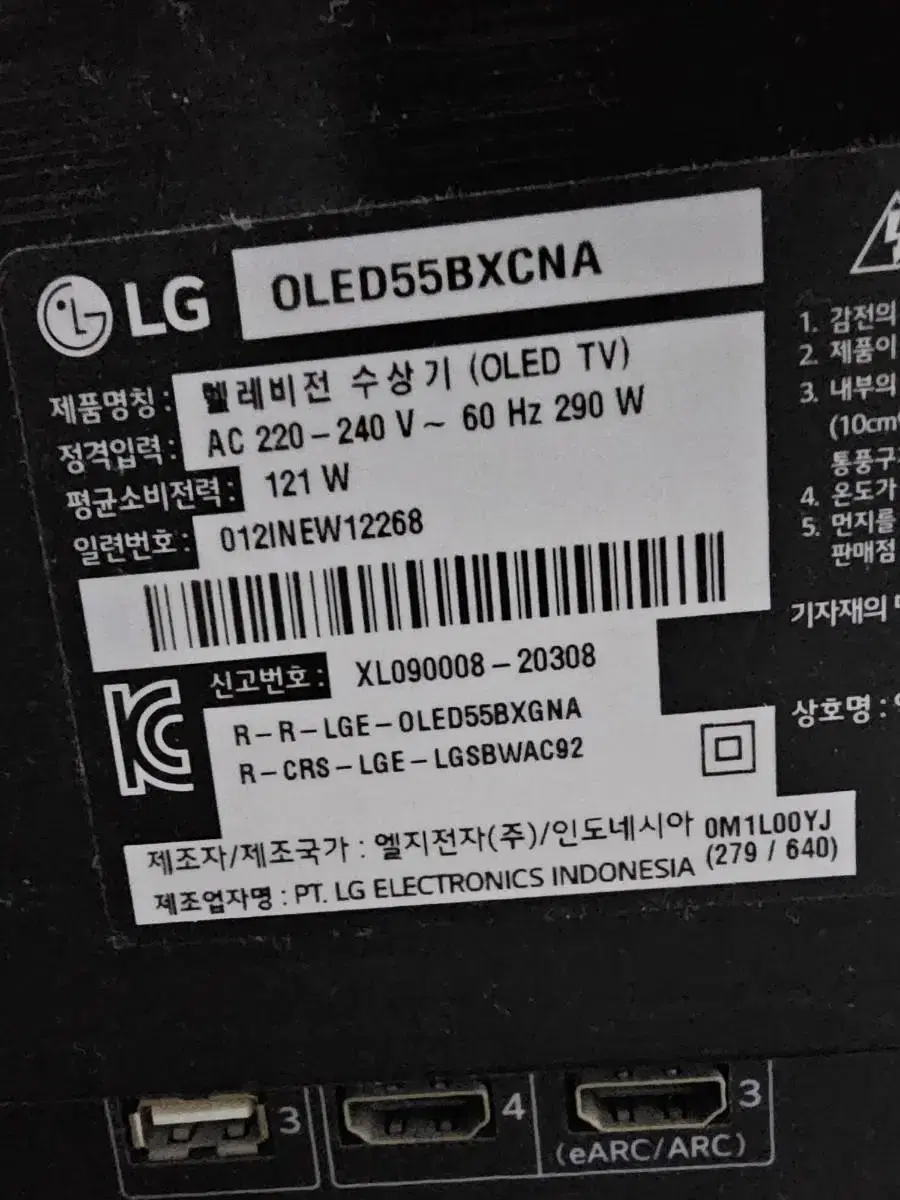 LG OLED55BXCNA
제품명칭 : 텔레비전 수상기 (OLED TV)
정격입력 : AC 220-240 V~ 60 Hz 290 W
평균소비전력 : 121 W
일련번호 : 012INEW12268
신고번호 : XL090008-20308
R-R-LGE-OLED55BXGNA
R-CRS-LGE-LGSBWAC92
제조자/제조국가 : 엘지전자(주)/인도네시아 0M1L00YJ
제조업자명 : PT. LG ELECTRONICS INDONESIA (279 / 640)
1. 감전의
2. 제품이
3. 내부의
(10cm
통풍구
4. 온도가
5. 먼지를
판매점
기자재의
상호명 :
3
4
3
(eARC/ARC)